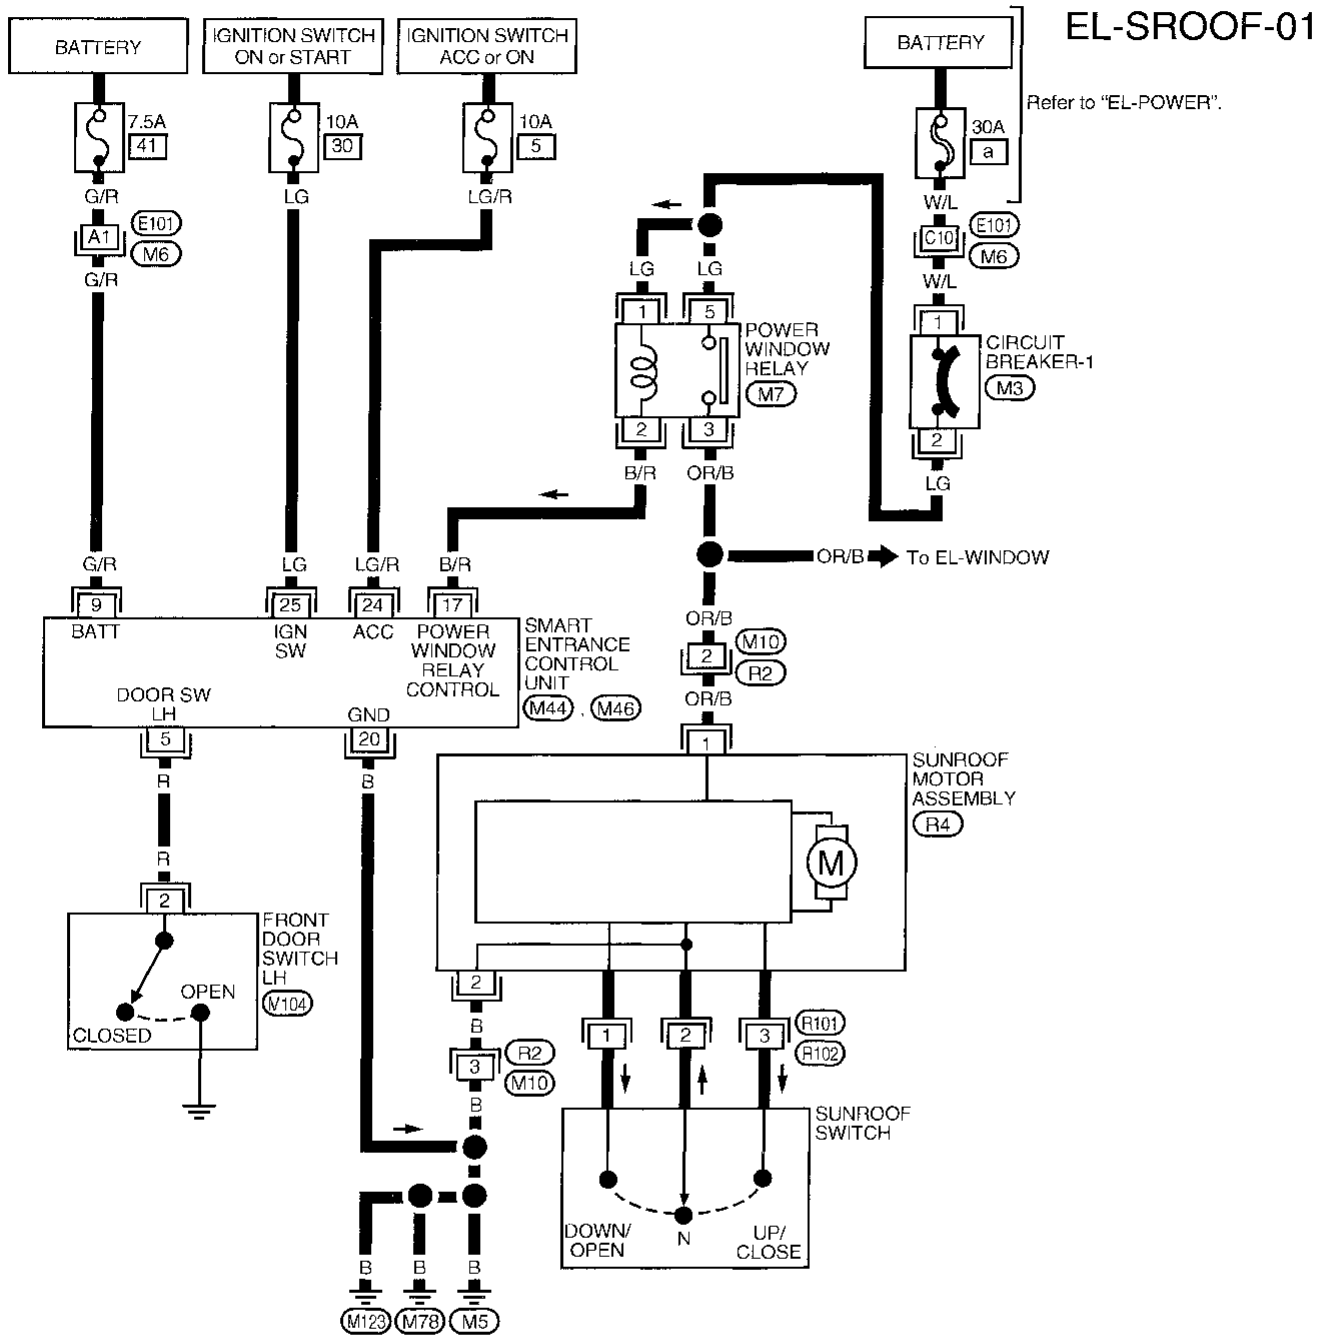 EL-SROOF-01
BATTERY
IGNITION SWITCH
ON or START
IGNITION SWITCH
ACC or ON
BATTERY
Refer to "EL-POWER".
7.5A
41
10A
30
10A
5
30A
a
G/R
LG
LG/R
W/L
A1
E101
M6
C10
E101
M6
G/R
LG
LG
W/L
1
5
POWER
WINDOW
RELAY
M7
2
3
1
CIRCUIT
BREAKER-1
M3
2
B/R
OR/B
LG
G/R
LG
LG/R
B/R
OR/B
To EL-WINDOW
9
25
24
17
BATT
IGN
SW
ACC
POWER
WINDOW
RELAY
CONTROL
DOOR SW
LH
GND
SMART
ENTRANCE
CONTROL
UNIT
M44 , M46
OR/B
2
M10
R2
OR/B
1
5
20
R
B
R
2
SUNROOF
MOTOR
ASSEMBLY
R4
M
FRONT
DOOR
SWITCH
LH
M104
OPEN
CLOSED
2
B
3
R2
M10
B
1
2
3
R101
R102
SUNROOF
SWITCH
DOWN/
OPEN
N
UP/
CLOSE
B
B
B
M123
M78
M5